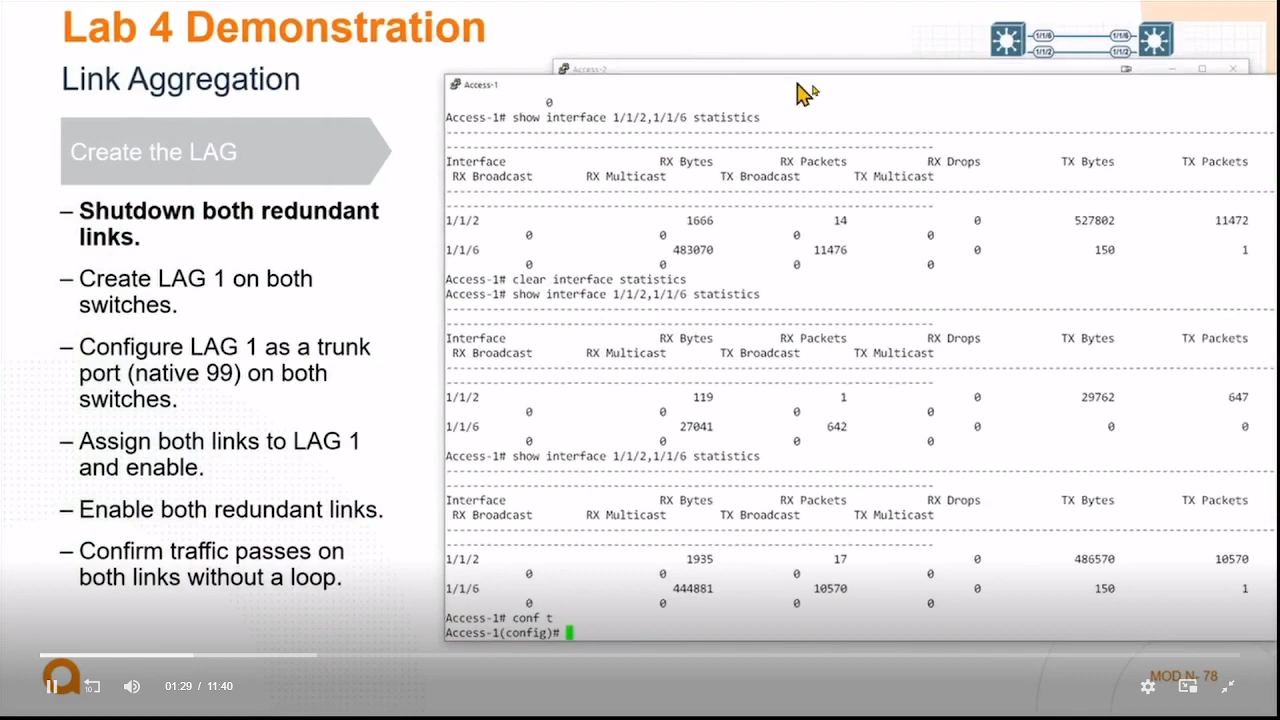 Lab 4 Demonstration
Link Aggregation
1/1/6 1/1/6
1/1/2 1/1/2
Create the LAG
– Shutdown both redundant
links.
– Create LAG 1 on both
switches.
– Configure LAG 1 as a trunk
port (native 99) on both
switches.
– Assign both links to LAG 1
and enable.
– Enable both redundant links.
– Confirm traffic passes on
both links without a loop.
Access-2
Access-1
0
Access-1# show interface 1/1/2,1/1/6 statistics
Interface RX Bytes RX Packets RX Drops TX Bytes TX Packets
RX Broadcast RX Multicast TX Broadcast TX Multicast
1/1/2 1666 14 0 527802 11472
0 0 0 0
1/1/6 483070 11476 0 150 1
0 0 0 0
Access-1# clear interface statistics
Access-1# show interface 1/1/2,1/1/6 statistics
Interface RX Bytes RX Packets RX Drops TX Bytes TX Packets
RX Broadcast RX Multicast TX Broadcast TX Multicast
1/1/2 119 1 0 29762 647
0 0 0 0
1/1/6 27041 642 0 0 0
0 0 0 0
Access-1# show interface 1/1/2,1/1/6 statistics
Interface RX Bytes RX Packets RX Drops TX Bytes TX Packets
RX Broadcast RX Multicast TX Broadcast TX Multicast
1/1/2 1935 17 0 486570 10570
0 0 0 0
1/1/6 444881 10570 0 150 1
0 0 0 0
Access-1# conf t
Access-1(config)#
10
01:29 / 11:40
MOD N- 78